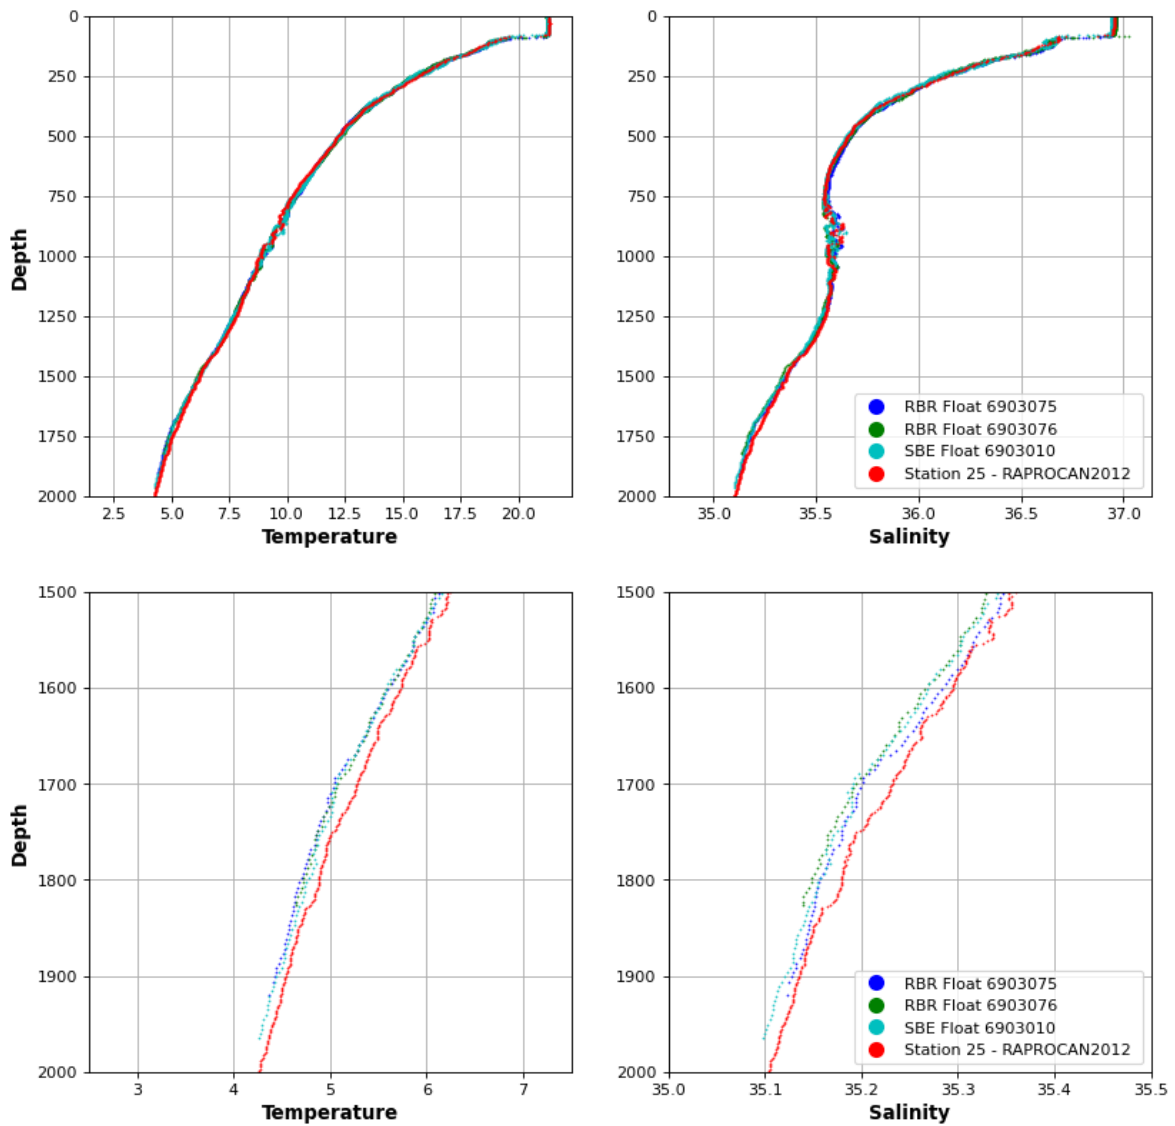 0
250
500
750
1000
1250
1500
1750
2000
Depth
2.5 5.0 7.5 10.0 12.5 15.0 17.5 20.0
Temperature
0
250
500
750
1000
1250
1500
1750
2000
35.0 35.5 36.0 36.5 37.0
Salinity
RBR Float 6903075
RBR Float 6903076
SBE Float 6903010
Station 25 - RAPROCAN2012
1500
1600
1700
1800
1900
2000
Depth
3 4 5 6 7
Temperature
1500
1600
1700
1800
1900
2000
35.0 35.1 35.2 35.3 35.4 35.5
Salinity
RBR Float 6903075
RBR Float 6903076
SBE Float 6903010
Station 25 - RAPROCAN2012